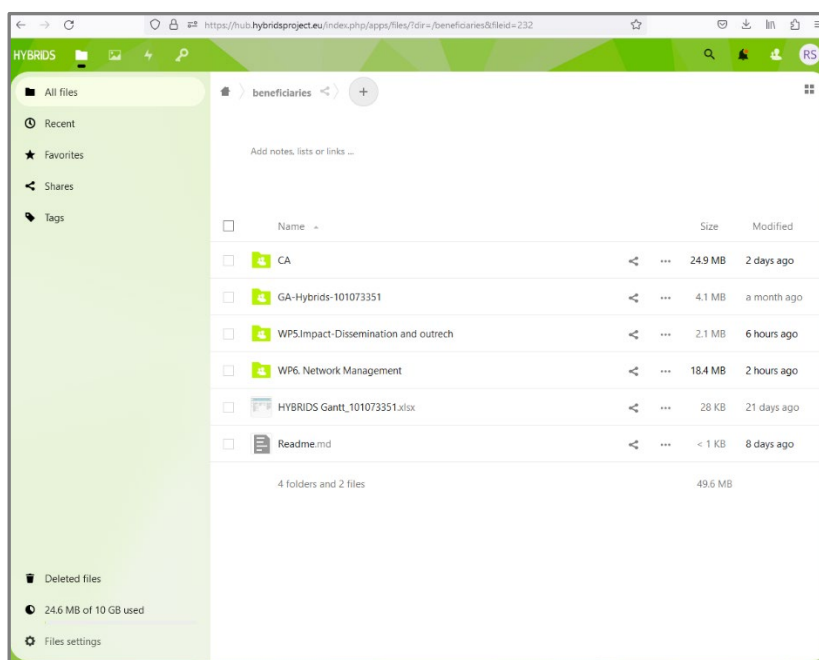 https://hub.hybridsproject.eu/index.php/apps/files/?dir=/beneficiaries&fileid=232
HYBRIDS
RS
All files
Recent
Favorites
Shares
Tags
beneficiaries
Add notes, lists or links ...
Name Size Modified
CA 24.9 MB 2 days ago
GA-Hybrids-101073351 4.1 MB a month ago
WP5.Impact-Dissemination and outrech 2.1 MB 6 hours ago
WP6. Network Management 18.4 MB 2 hours ago
HYBRIDS Gantt_101073351.xlsx 28 KB 21 days ago
Readme.md < 1 KB 8 days ago
4 folders and 2 files 49.6 MB
Deleted files
24.6 MB of 10 GB used
Files settings